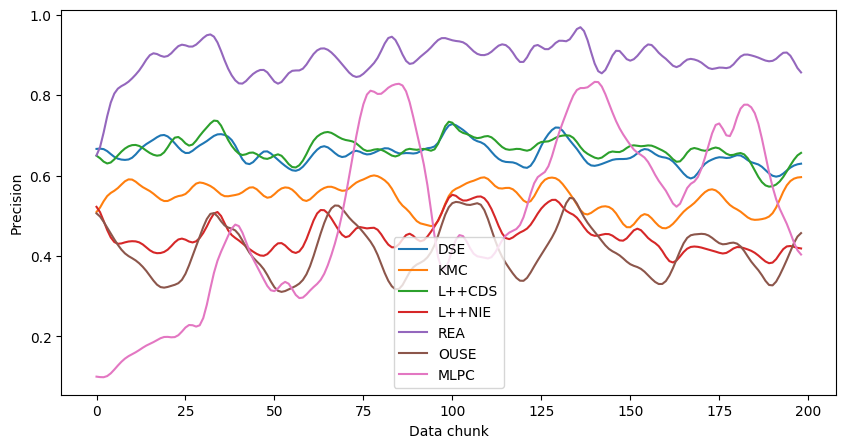 1.0
0.8
0.6
0.4
0.2
Precision
DSE
KMC
L++CDS
L++NIE
REA
OUSE
MLPC
0 25 50 75 100 125 150 175 200
Data chunk